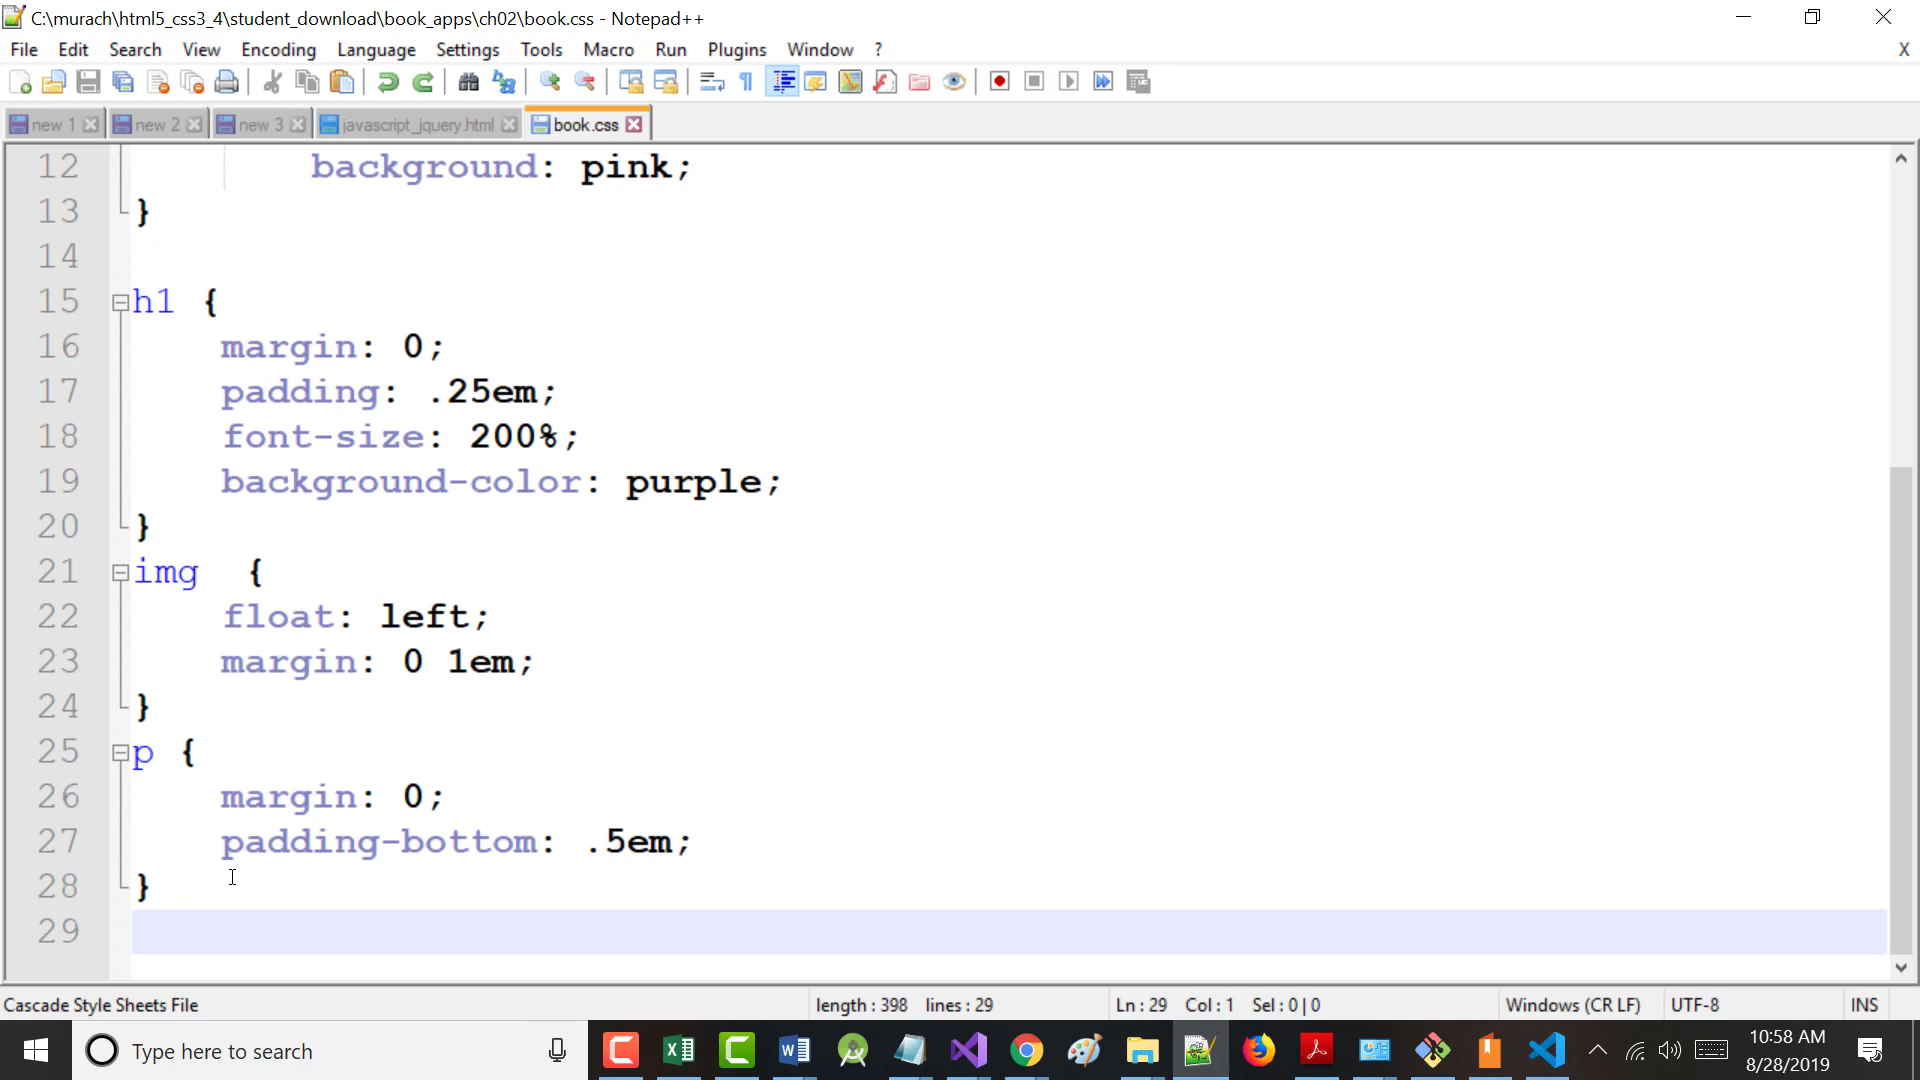 C:\murach\html5_css3_4\student_download\book_apps\ch02\book.css - Notepad++
File Edit Search View Encoding Language Settings Tools Macro Run Plugins Window ? X
new 1 new 2 new 3 javascript_jquery.html book.css
12 background: pink;
13 }
14
15 h1 {
16 margin: 0;
17 padding: .25em;
18 font-size: 200%;
19 background-color: purple;
20 }
21 img {
22 float: left;
23 margin: 0 1em;
24 }
25 p {
26 margin: 0;
27 padding-bottom: .5em;
28 }
29
Cascade Style Sheets File length : 398 lines : 29 Ln : 29 Col : 1 Sel : 0 | 0 Windows (CR LF) UTF-8 INS
Type here to search
10:58 AM
8/28/2019